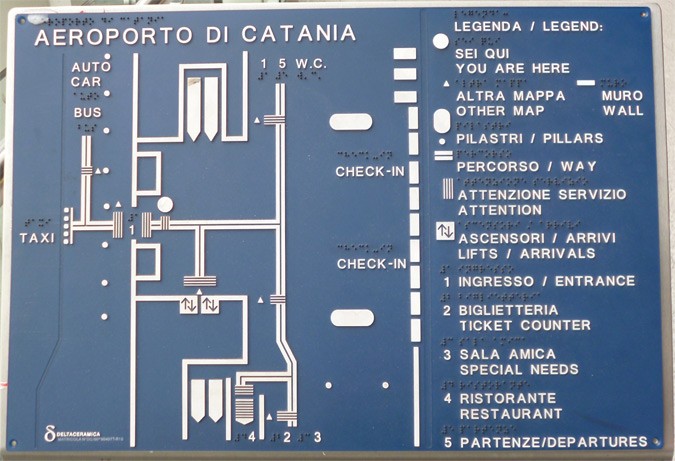 AEROPORTO DI CATANIA
AUTO
CAR
BUS
TAXI
1
1 5 W.C.
CHECK-IN
CHECK-IN
4 2 3
DELTACERAMICA
LEGENDA / LEGEND:
SEI QUI
YOU ARE HERE
ALTRA MAPPA MURO
OTHER MAP WALL
PILASTRI / PILLARS
PERCORSO / WAY
ATTENZIONE SERVIZIO
ATTENTION
ASCENSORI / ARRIVI
LIFTS / ARRIVALS
1 INGRESSO / ENTRANCE
2 BIGLIETTERIA
TICKET COUNTER
3 SALA AMICA
SPECIAL NEEDS
4 RISTORANTE
RESTAURANT
5 PARTENZE/DEPARTURES